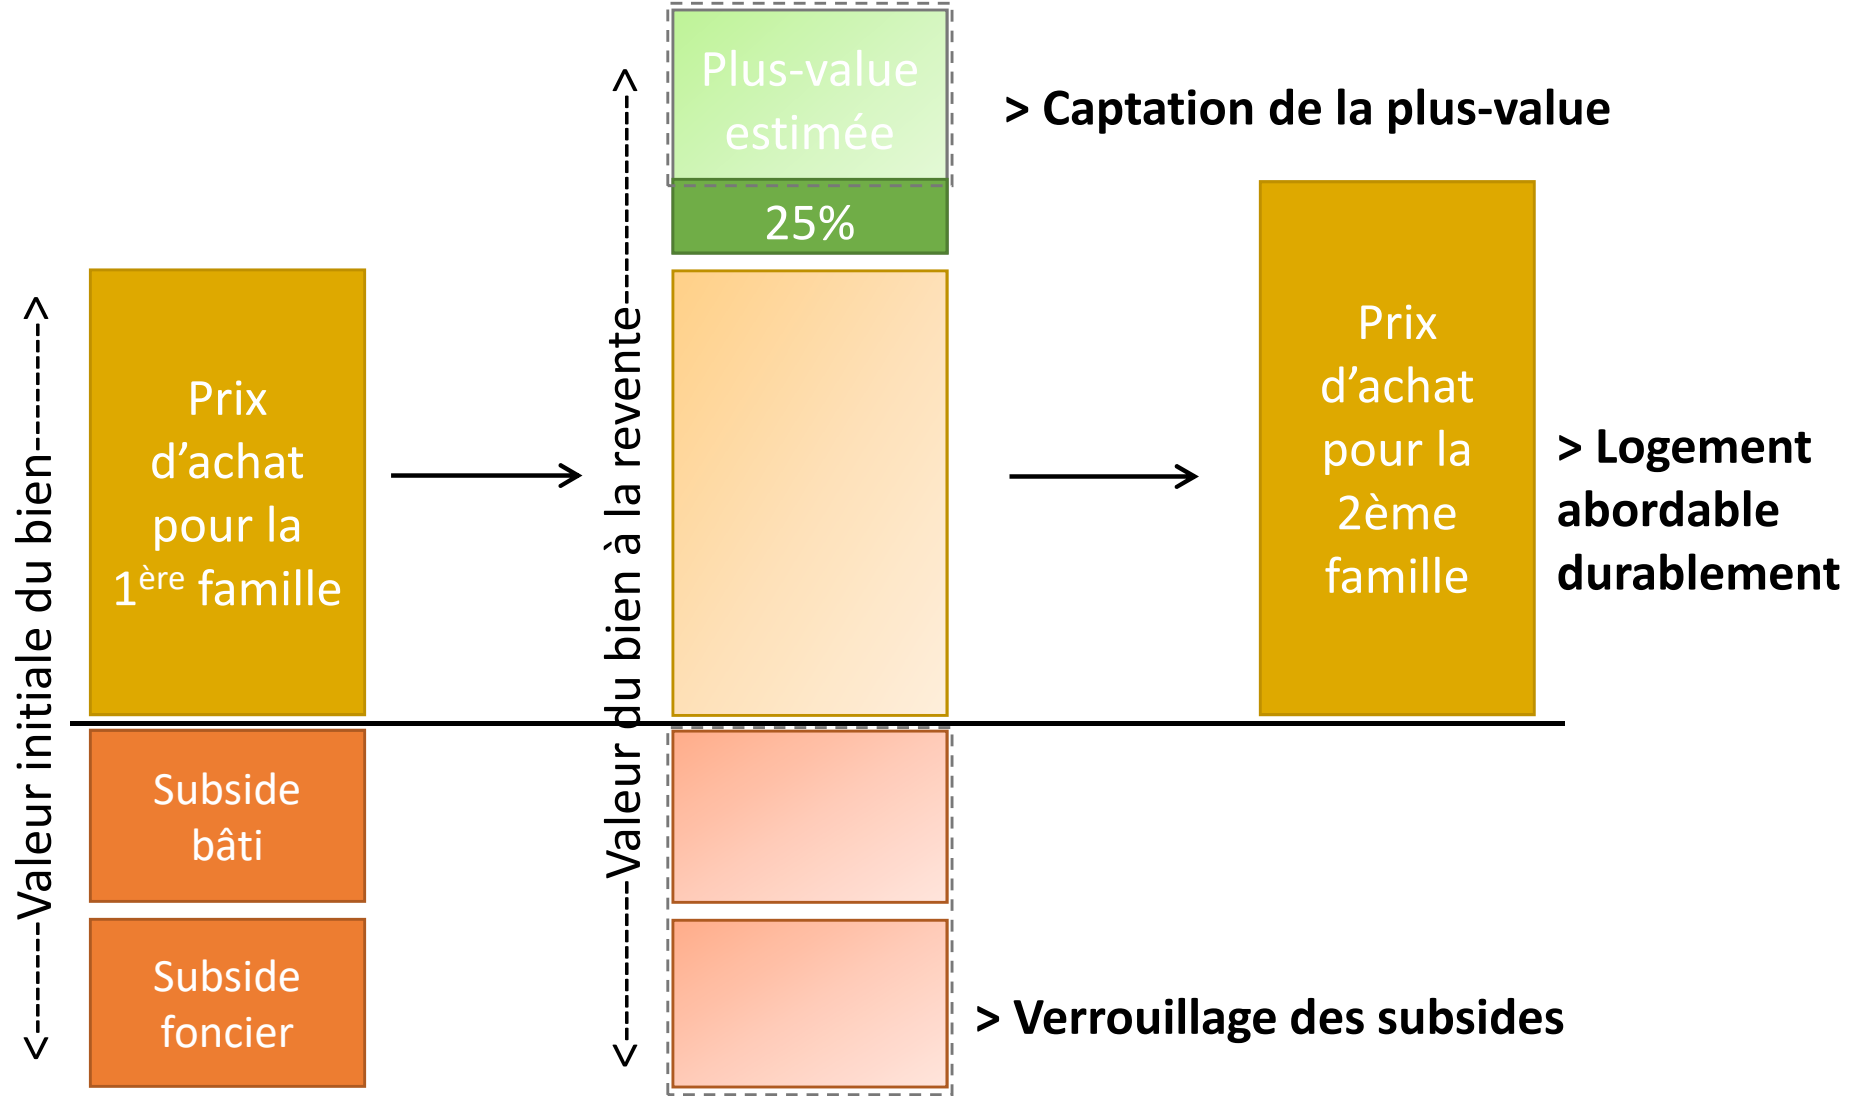 <-------Valeur initiale du bien-------->
Prix
d’achat
pour la
1ère famille
Subside
bâti
Subside
foncier
<----------Valeur du bien à la revente-------------->
Plus-value
estimée
25%
> Captation de la plus-value
Prix
d’achat
pour la
2ème
famille
> Logement
abordable
durablement
> Verrouillage des subsides